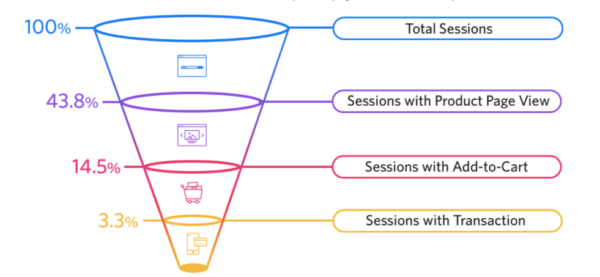 100% Total Sessions
43.8% Sessions with Product Page View
14.5% Sessions with Add-to-Cart
3.3% Sessions with Transaction